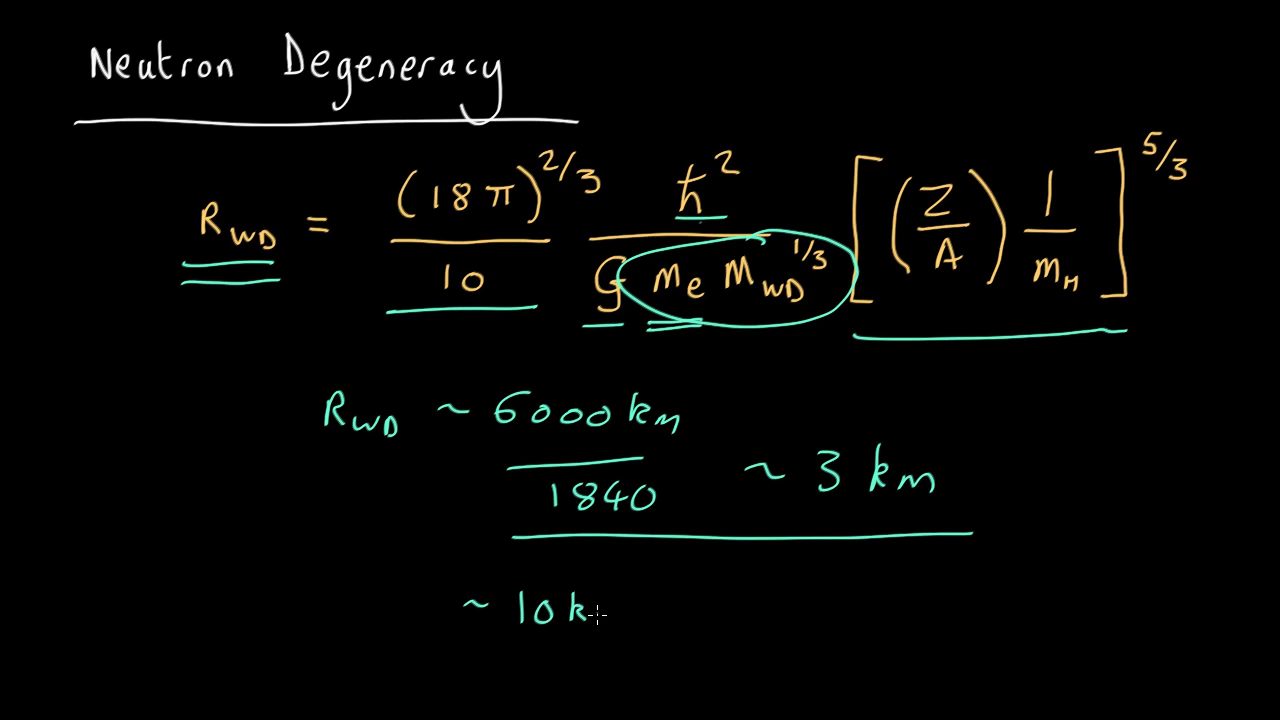 Neutron Degeneracy
R_WD = (18π)^2/3 / 10 ħ^2 / G m_e M_WD^1/3 [(Z/A) 1/m_H]^5/3
R_WD ~ 6000 km / 1840 ~ 3 km
~ 10 k